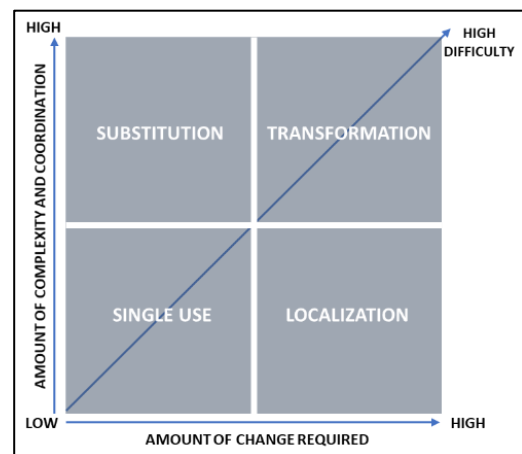 HIGH
HIGH
DIFFICULTY
AMOUNT OF COMPLEXITY AND COORDINATION
SUBSTITUTION
TRANSFORMATION
SINGLE USE
LOCALIZATION
LOW
HIGH
AMOUNT OF CHANGE REQUIRED